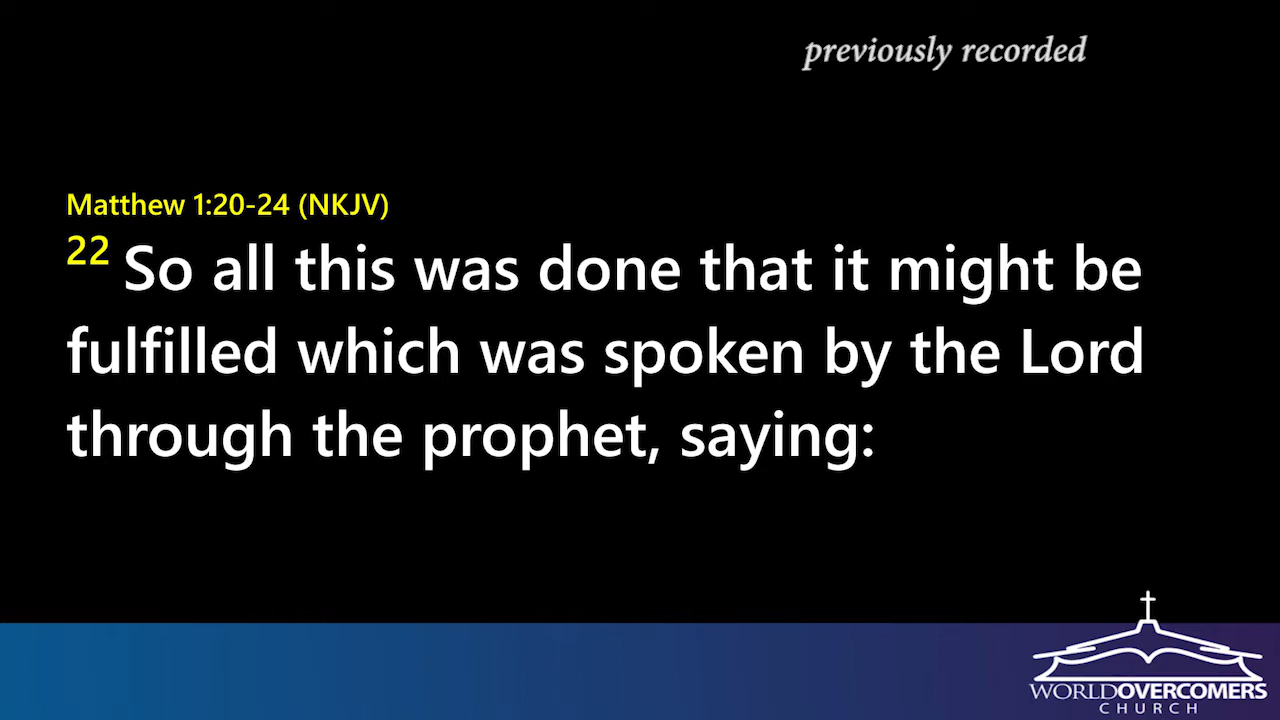 previously recorded
Matthew 1:20-24 (NKJV)
22 So all this was done that it might be
fulfilled which was spoken by the Lord
through the prophet, saying:
WORLDOVERCOMERS
CHURCH